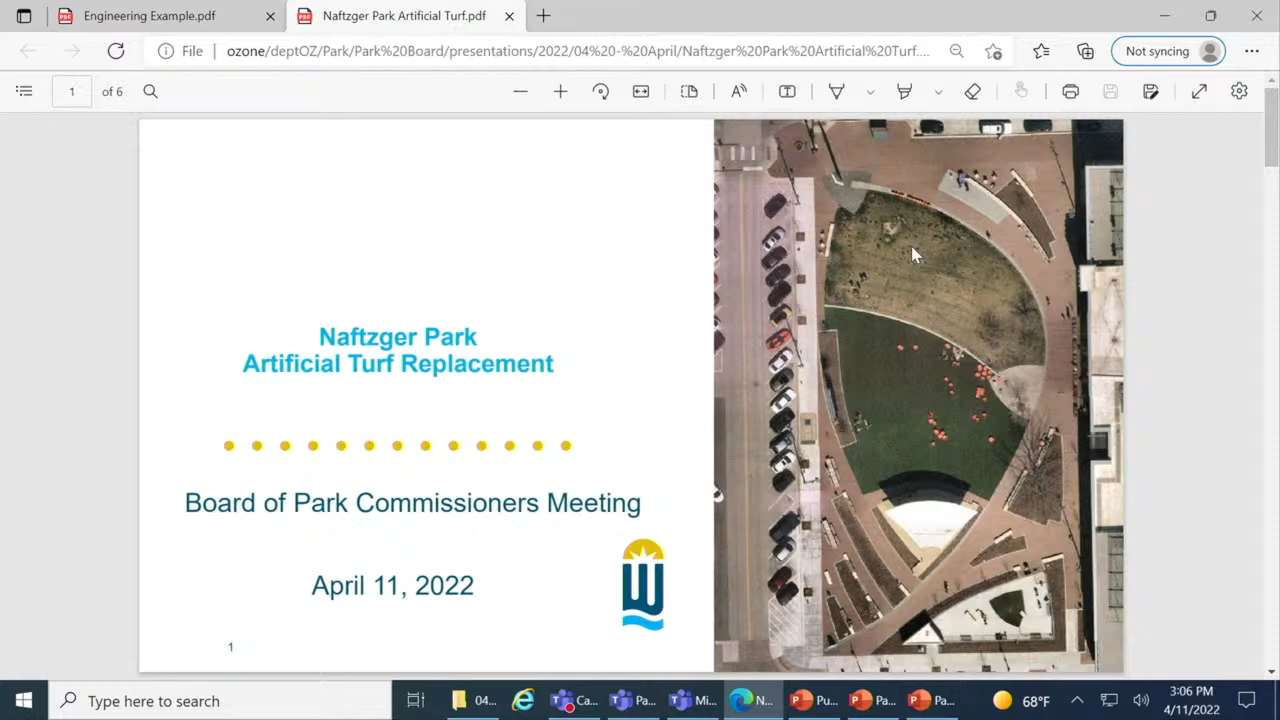 Engineering Example.pdf
Naftzger Park Artificial Turf.pdf
File
ozone/deptOZ/Park/Park%20Board/presentations/2022/04%20-%20April/Naftzger%20Park%20Artificial%20Turf....
Not syncing
1
of 6
Naftzger Park
Artificial Turf Replacement
Board of Park Commissioners Meeting
April 11, 2022
1
Type here to search
04...
Ca...
Pa...
Mi...
N...
Pu...
Pa...
Pa...
68°F
3:06 PM
4/11/2022